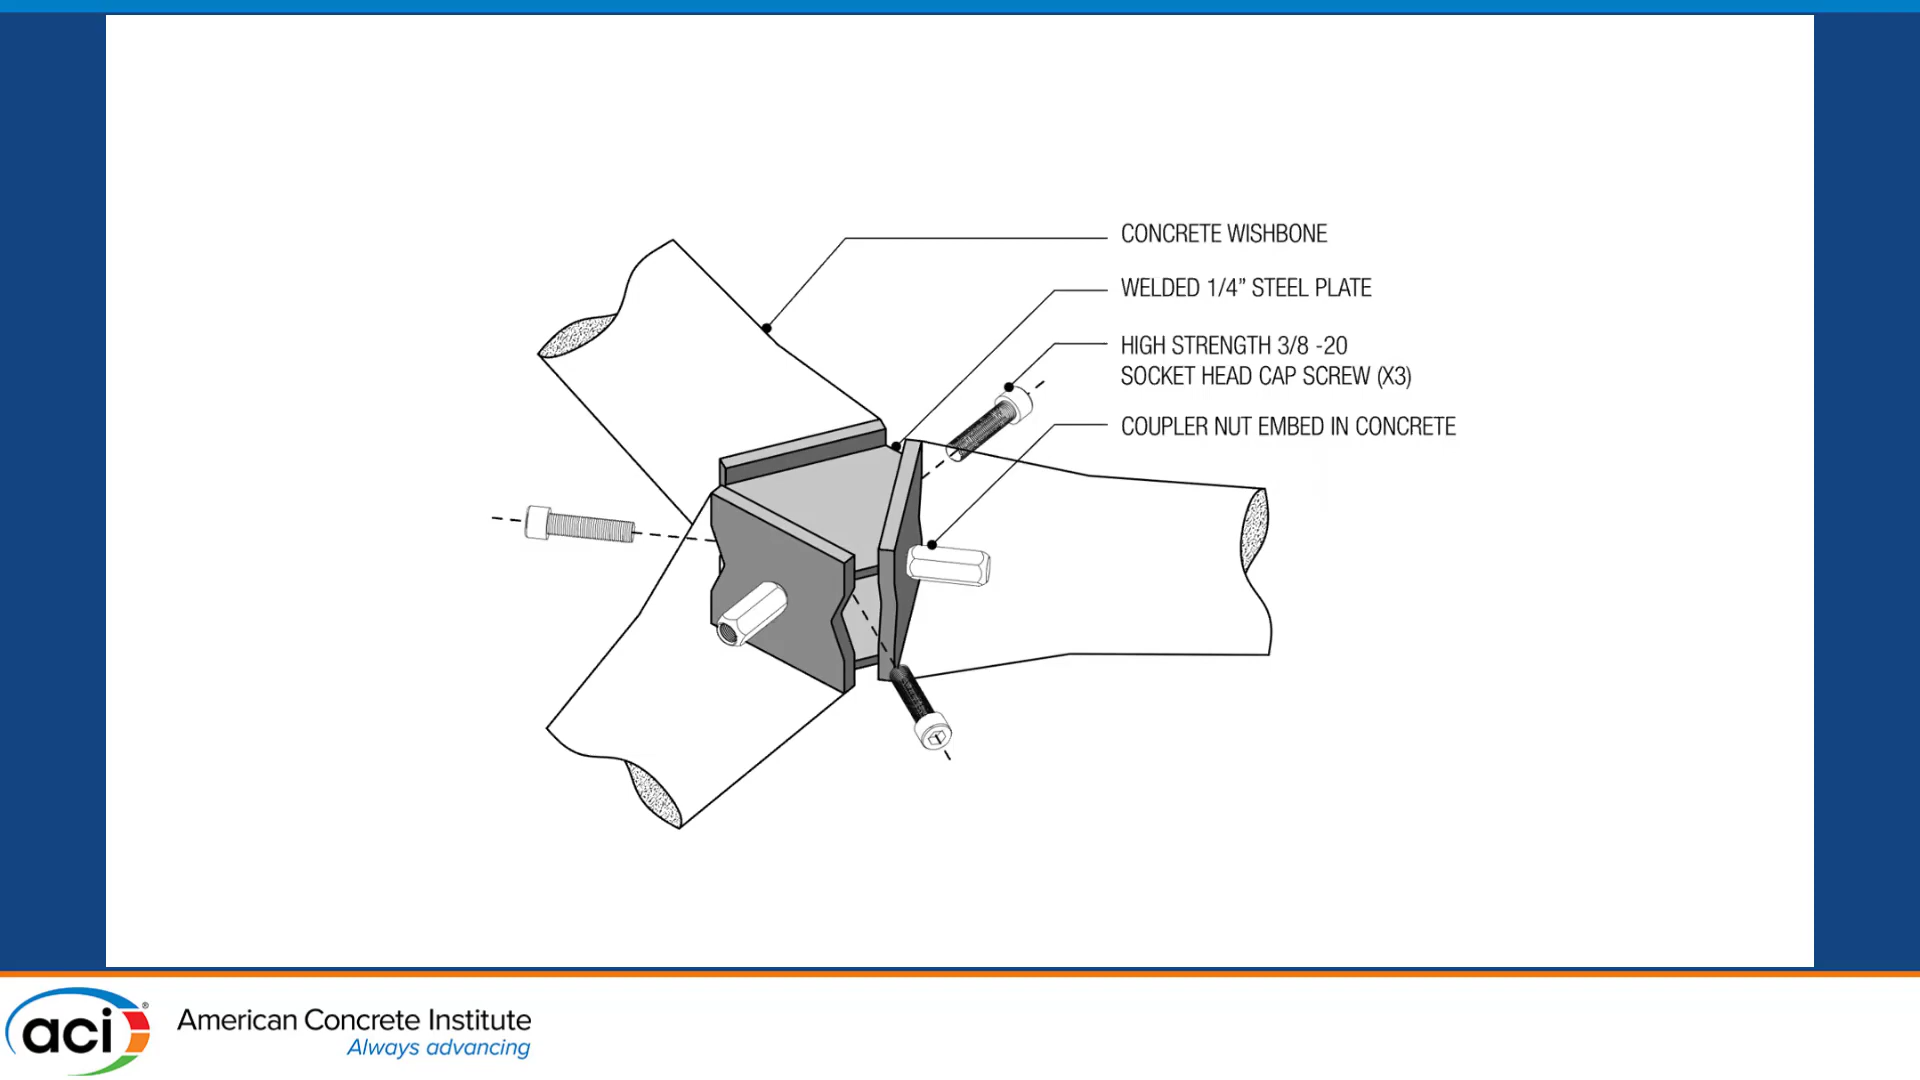 CONCRETE WISHBONE
WELDED 1/4” STEEL PLATE
HIGH STRENGTH 3/8 -20
SOCKET HEAD CAP SCREW (X3)
COUPLER NUT EMBED IN CONCRETE
aci®
American Concrete Institute
Always advancing